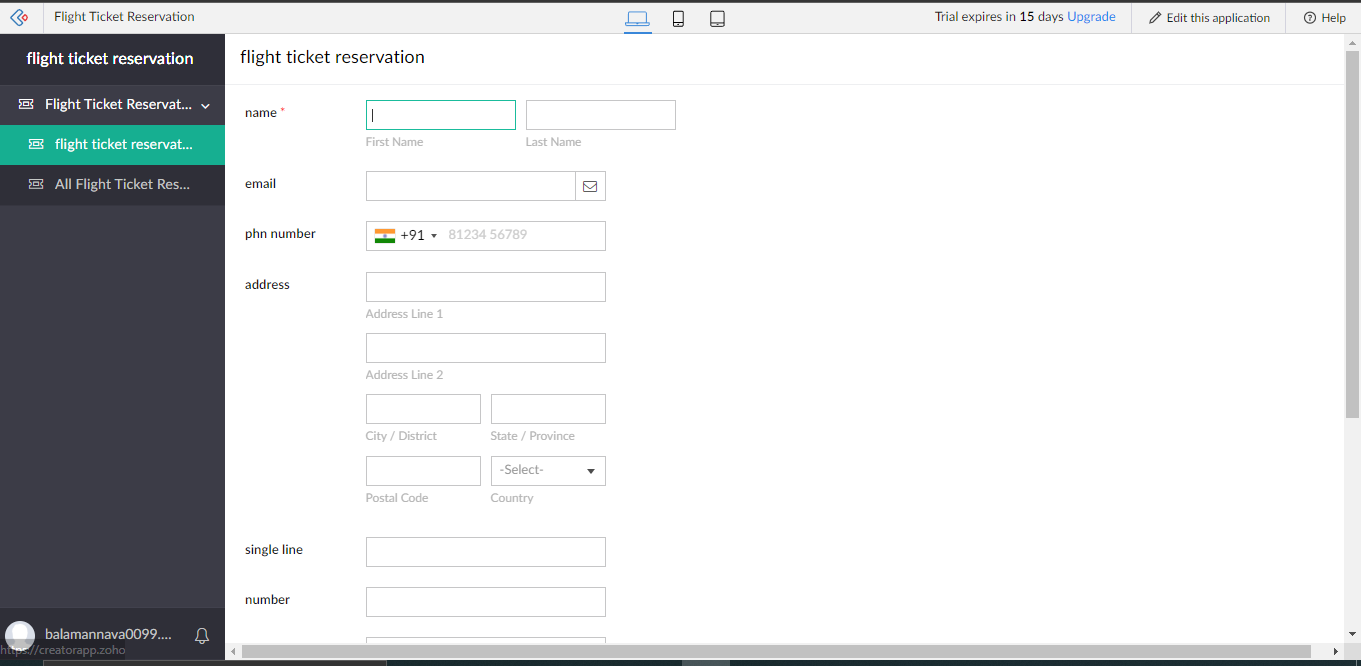 Flight Ticket Reservation
Trial expires in 15 days Upgrade
Edit this application
Help
flight ticket reservation
Flight Ticket Reservat...
flight ticket reservat...
All Flight Ticket Res...
balamannava0099....
https://creatorapp.zoho
flight ticket reservation
name *
First Name
Last Name
email
phn number
+91
81234 56789
address
Address Line 1
Address Line 2
City / District
State / Province
-Select-
Postal Code
Country
single line
number